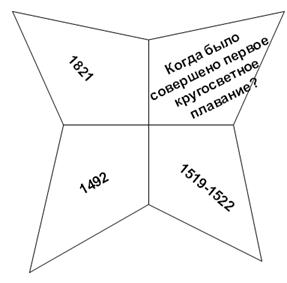 1821
Когда было
совершено первое
кругосветное
плавание?
1492
1519-1522